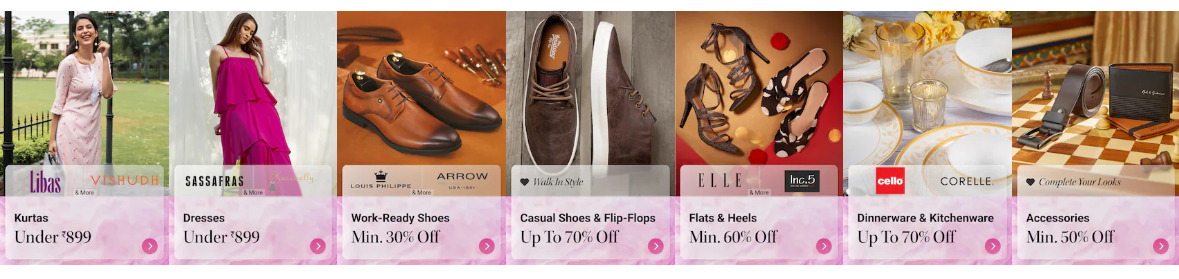 Libas
VISHUDH
& More
Kurtas
Under ₹899
SASSAFRAS
& More
Dresses
Under ₹899
LOUIS PHILIPPE
ARROW
USA•1851
& More
Work-Ready Shoes
Min. 30% Off
Walk In Style
Casual Shoes & Flip-Flops
Up To 70% Off
ELLE
Inc.5
& More
Flats & Heels
Min. 60% Off
cello
CORELLE.
Dinnerware & Kitchenware
Up To 70% Off
Complete Your Looks
Accessories
Min. 50% Off